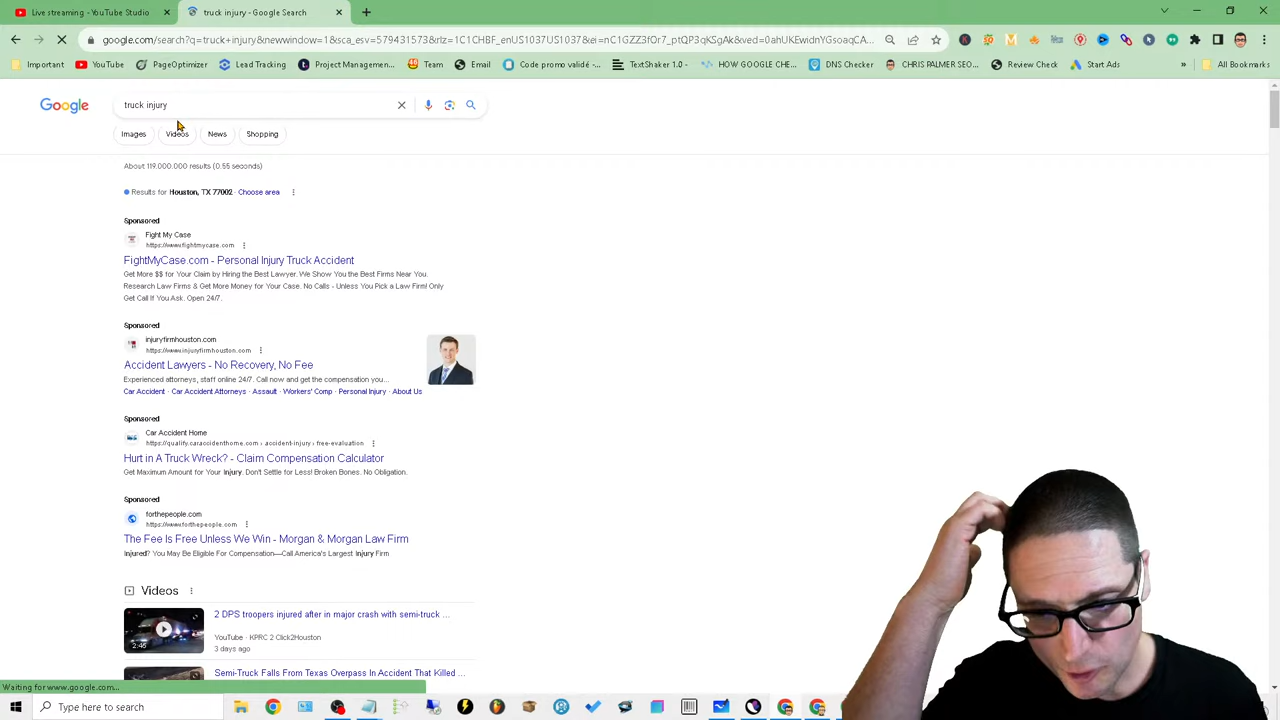 Live streaming - YouTube Studio
truck injury - Google Search
google.com/search?q=truck+injury&newwindow=1&sca_esv=579431573&rlz=1C1CHBF_enUS1037US1037&ei=nC1GZZ3fOr7_ptQP3qKSgAk&ved=0ahUKEwidnYGsoaqCA...
Important
YouTube
PageOptimizer
Lead Tracking
Project Managemen...
46 Team
Email
Code promo validé -...
TextShaker 1.0 -
HOW GOOGLE CHAN...
DNS Checker
CHRIS PALMER SEO...
Start Ads
»
All Bookmarks
Google
truck injury
Images
Videos
News
Shopping
About 119,000,000 results (0.55 seconds)
Results for Houston, TX 77002 · Choose area
Sponsored
Fight My Case
https://www.fightmycase.com
FightMyCase.com - Personal Injury Truck Accident
Get More $$ for Your Claim by Hiring the Best Lawyer. We Show You the Best Firms Near You.
Research Law Firms & Get More Money for Your Case. No Calls - Unless You Pick a Law Firm! Only
Get Call If You Ask. Open 24/7.
Sponsored
injuryfirmhouston.com
https://www.injuryfirmhouston.com
Accident Lawyers - No Recovery, No Fee
Experienced attorneys, staff online 24/7. Call now and get the compensation you...
Car Accident · Car Accident Attorneys · Assault · Workers' Comp · Personal Injury · About Us
Sponsored
Car Accident Home
https://qualify.caraccidenthome.com › accident-injury › free-evaluation
Hurt in A Truck Wreck? - Claim Compensation Calculator
Get Maximum Amount for Your Injury. Don't Settle for Less! Broken Bones. No Obligation.
Sponsored
forthepeople.com
https://www.forthepeople.com
The Fee Is Free Unless We Win - Morgan & Morgan Law Firm
Injured? You May Be Eligible For Compensation—Call America's Largest Injury Firm
Videos
2 DPS troopers injured after in major crash with semi-truck ...
2:45
YouTube · KPRC 2 Click2Houston
3 days ago
Semi-Truck Falls From Texas Overpass In Accident That Killed ...
Waiting for www.google.com...
Type here to search